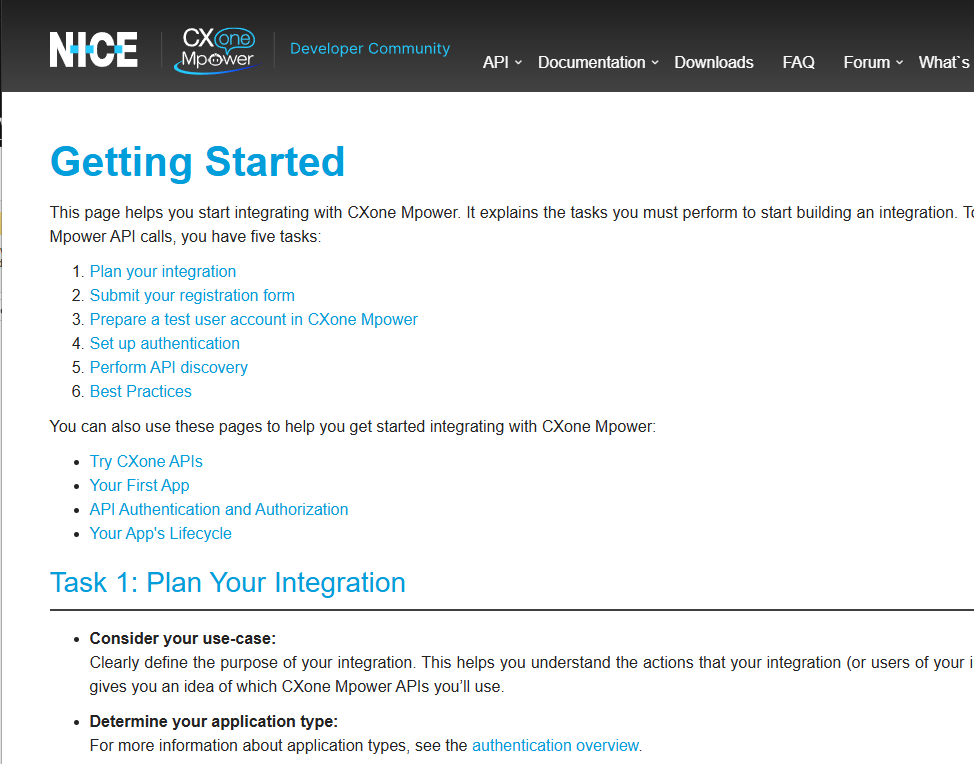 NICE
CXone
Mpower
Developer Community
API
Documentation
Downloads
FAQ
Forum
What`s
Getting Started
This page helps you start integrating with CXone Mpower. It explains the tasks you must perform to start building an integration.
Mpower API calls, you have five tasks:
1. Plan your integration
2. Submit your registration form
3. Prepare a test user account in CXone Mpower
4. Set up authentication
5. Perform API discovery
6. Best Practices
You can also use these pages to help you get started integrating with CXone Mpower:
• Try CXone APIs
• Your First App
• API Authentication and Authorization
• Your App's Lifecycle
Task 1: Plan Your Integration
• Consider your use-case:
Clearly define the purpose of your integration. This helps you understand the actions that your integration (or users of your
gives you an idea of which CXone Mpower APIs you’ll use.
• Determine your application type:
For more information about application types, see the authentication overview.